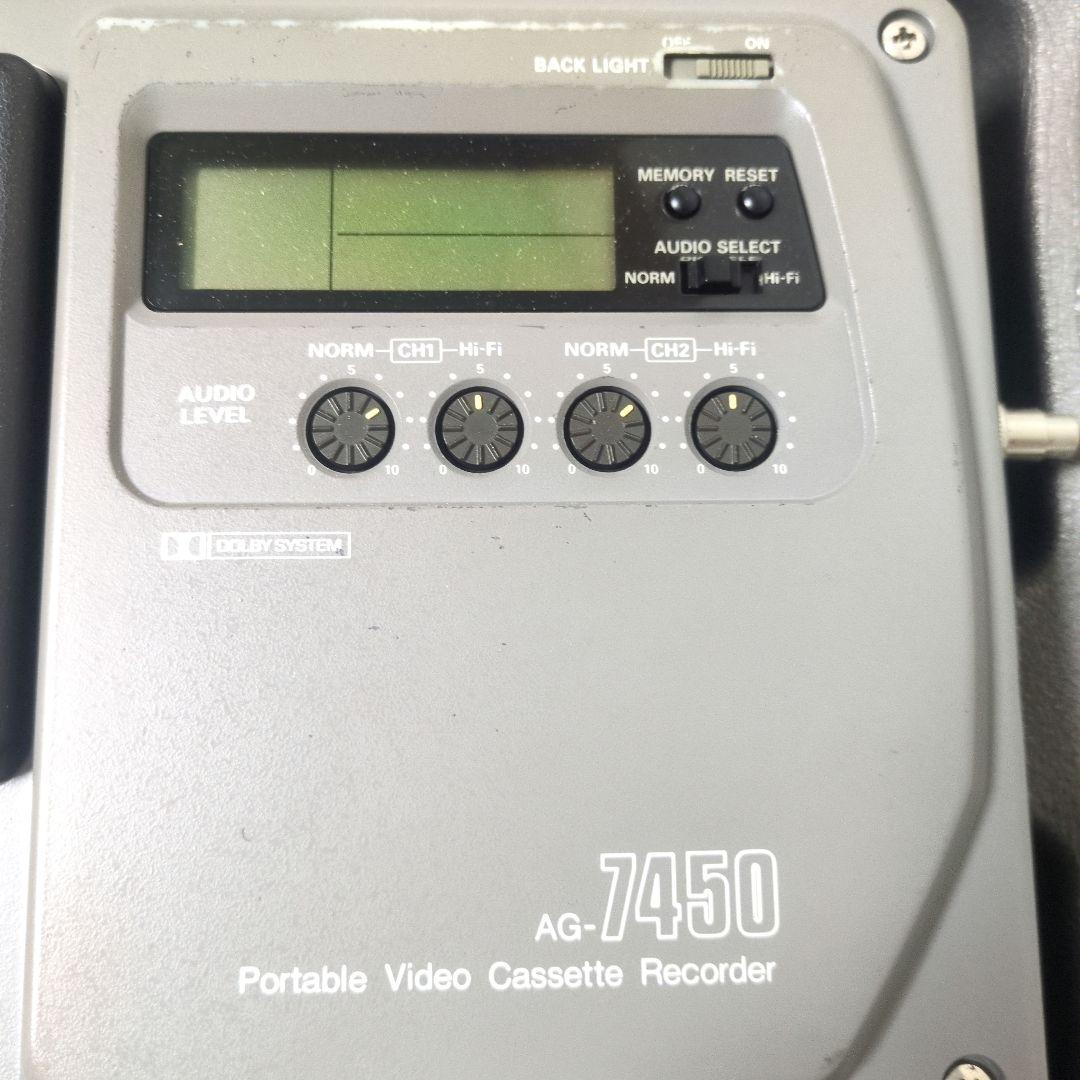 OFF ON
BACK LIGHT
MEMORY RESET
AUDIO SELECT
NORM Hi-Fi
NORM CH1 Hi-Fi NORM CH2 Hi-Fi
AUDIO
LEVEL
5 5 5 5
0 10 0 10 0 10 0 10
DOLBY SYSTEM
AG-7450
Portable Video Cassette Recorder